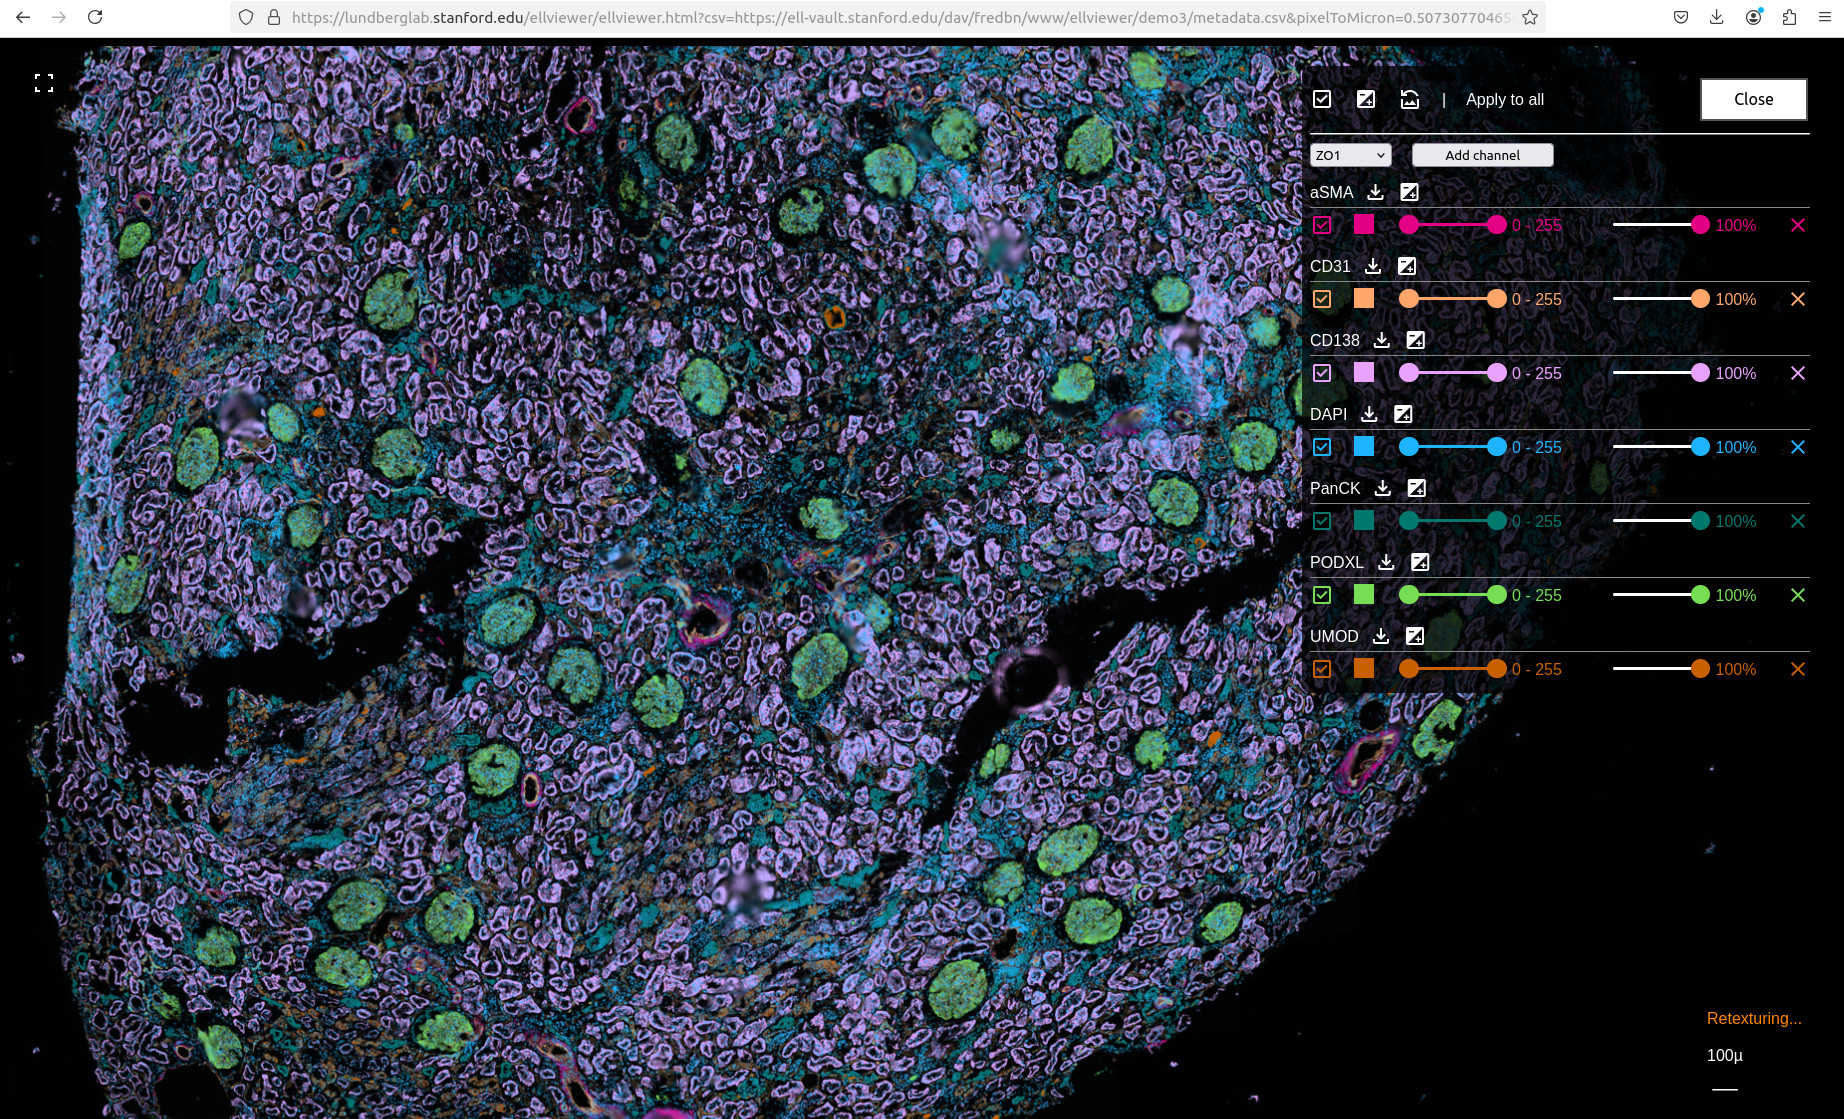 https://lundberglab.stanford.edu/ellviewer/ellviewer.html?csv=https://ell-vault.stanford.edu/dav/fredbn/www/ellviewer/demo3/metadata.csv&pixelToMicron=0.50730770465
| Apply to all Close
ZO1 Add channel
aSMA
0 - 255 100%
CD31
0 - 255 100%
CD138
0 - 255 100%
DAPI
0 - 255 100%
PanCK
0 - 255 100%
PODXL
0 - 255 100%
UMOD
0 - 255 100%
Retexturing...
100µ